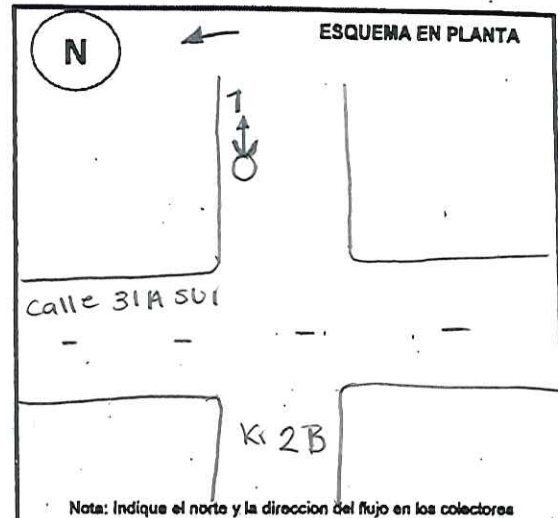 N
ESQUEMA EN PLANTA
1
Calle 31A SUr
Kr 2B
Nota: Indique el norte y la direccion del flujo en los colectores